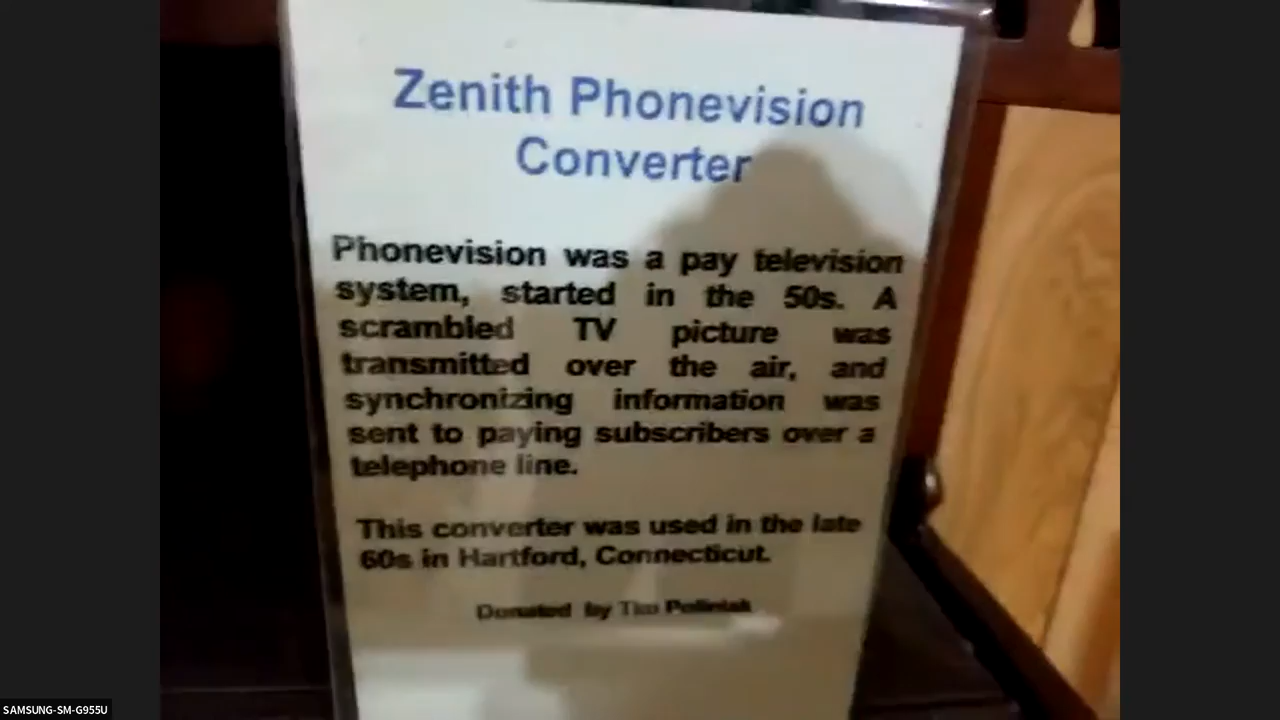 Zenith Phonevision
Converter
Phonevision was a pay television
system, started in the 50s. A
scrambled TV picture was
transmitted over the air, and
synchronizing information was
sent to paying subscribers over a
telephone line.
This converter was used in the late
60s in Hartford, Connecticut.
Donated by
SAMSUNG-SM-G955U